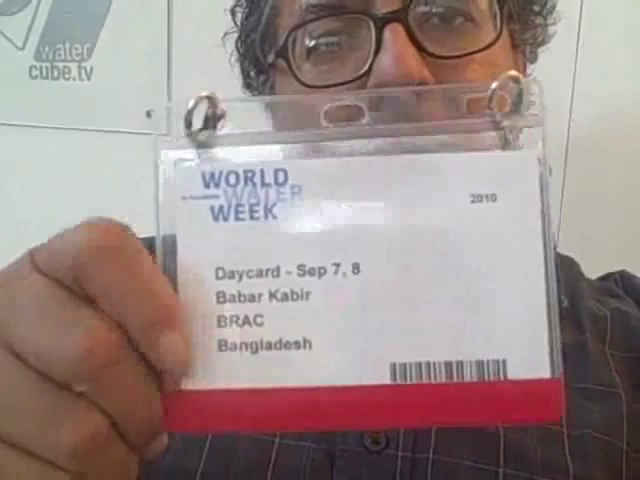 water
cube.tv
WORLD
WATER
WEEK
2010
Daycard - Sep 7, 8
Babar Kabir
BRAC
Bangladesh